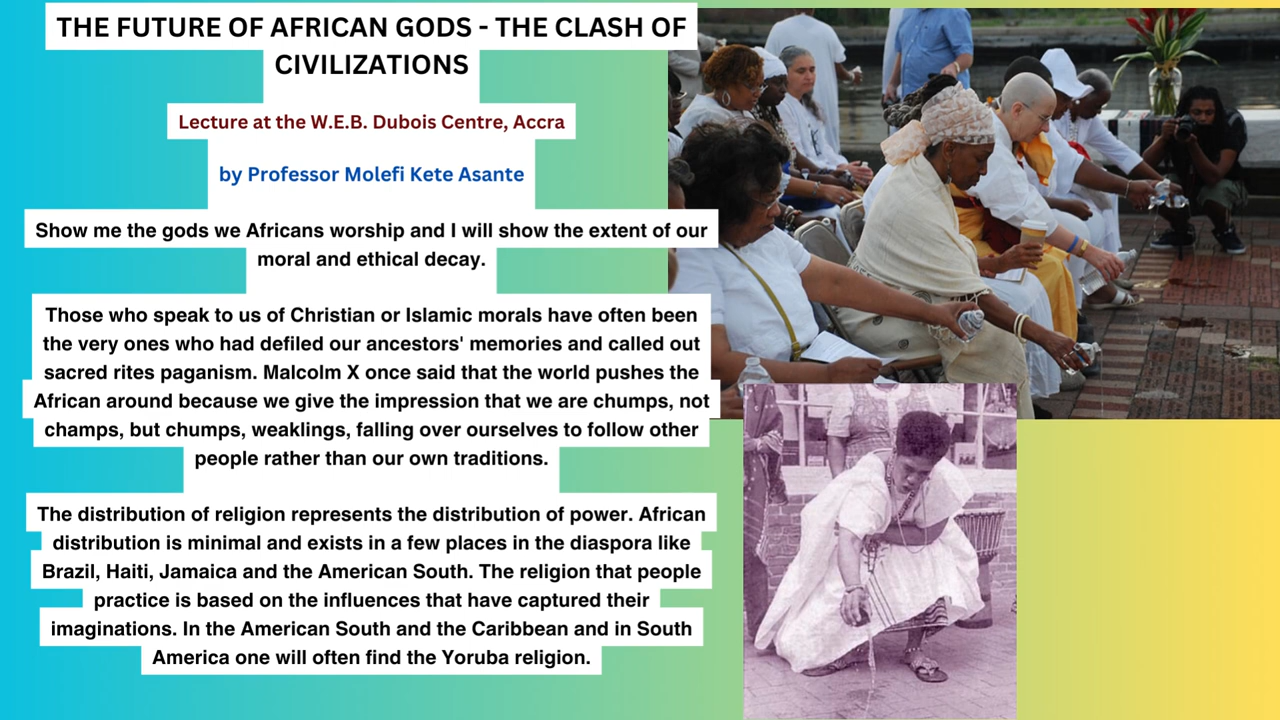 THE FUTURE OF AFRICAN GODS - THE CLASH OF
CIVILIZATIONS
Lecture at the W.E.B. Dubois Centre, Accra
by Professor Molefi Kete Asante
Show me the gods we Africans worship and I will show the extent of our
moral and ethical decay.
Those who speak to us of Christian or Islamic morals have often been
the very ones who had defiled our ancestors' memories and called out
sacred rites paganism. Malcolm X once said that the world pushes the
African around because we give the impression that we are chumps, not
champs, but chumps, weaklings, falling over ourselves to follow other
people rather than our own traditions.
The distribution of religion represents the distribution of power. African
distribution is minimal and exists in a few places in the diaspora like
Brazil, Haiti, Jamaica and the American South. The religion that people
practice is based on the influences that have captured their
imaginations. In the American South and the Caribbean and in South
America one will often find the Yoruba religion.